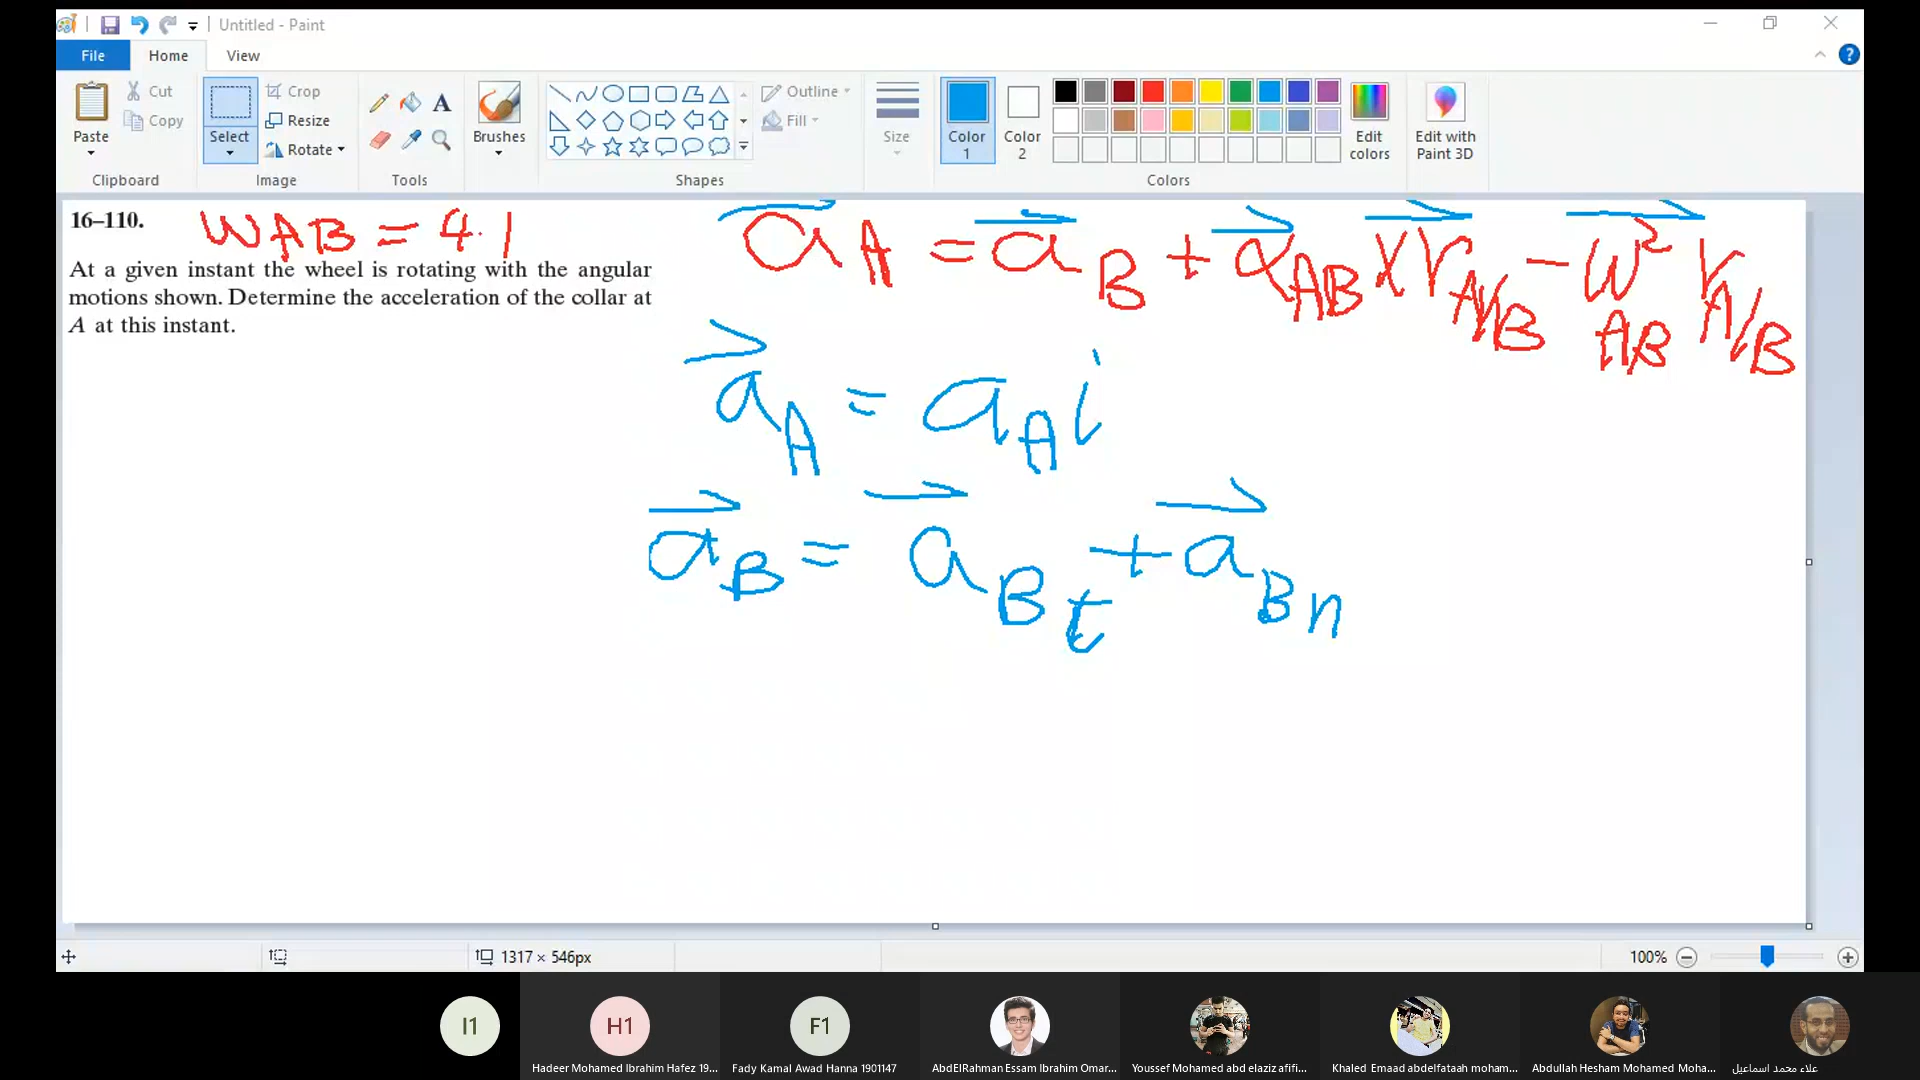 Untitled - Paint
File Home View
Paste
Cut
Copy
Clipboard
Select
Crop
Resize
Rotate
Image
Tools
Brushes
Shapes
Outline
Fill
Size
Color 1
Color 2
Edit colors
Edit with Paint 3D
Colors
16–110.
WAB = 4.1
At a given instant the wheel is rotating with the angular
motions shown. Determine the acceleration of the collar at
A at this instant.
aA = aB + αAB X rA/B - ω² AB rA/B
aA = aA i
aB = aBt + aBn
1317 × 546px
100%
I1
H1
F1
Hadeer Mohamed Ibrahim Hafez 19...
Fady Kamal Awad Hanna 1901147
AbdElRahman Essam Ibrahim Omar...
Youssef Mohamed abd elaziz afifi...
Khaled Emaad abdelfataah moham...
Abdullah Hesham Mohamed Moha...
علاء محمد اسماعيل